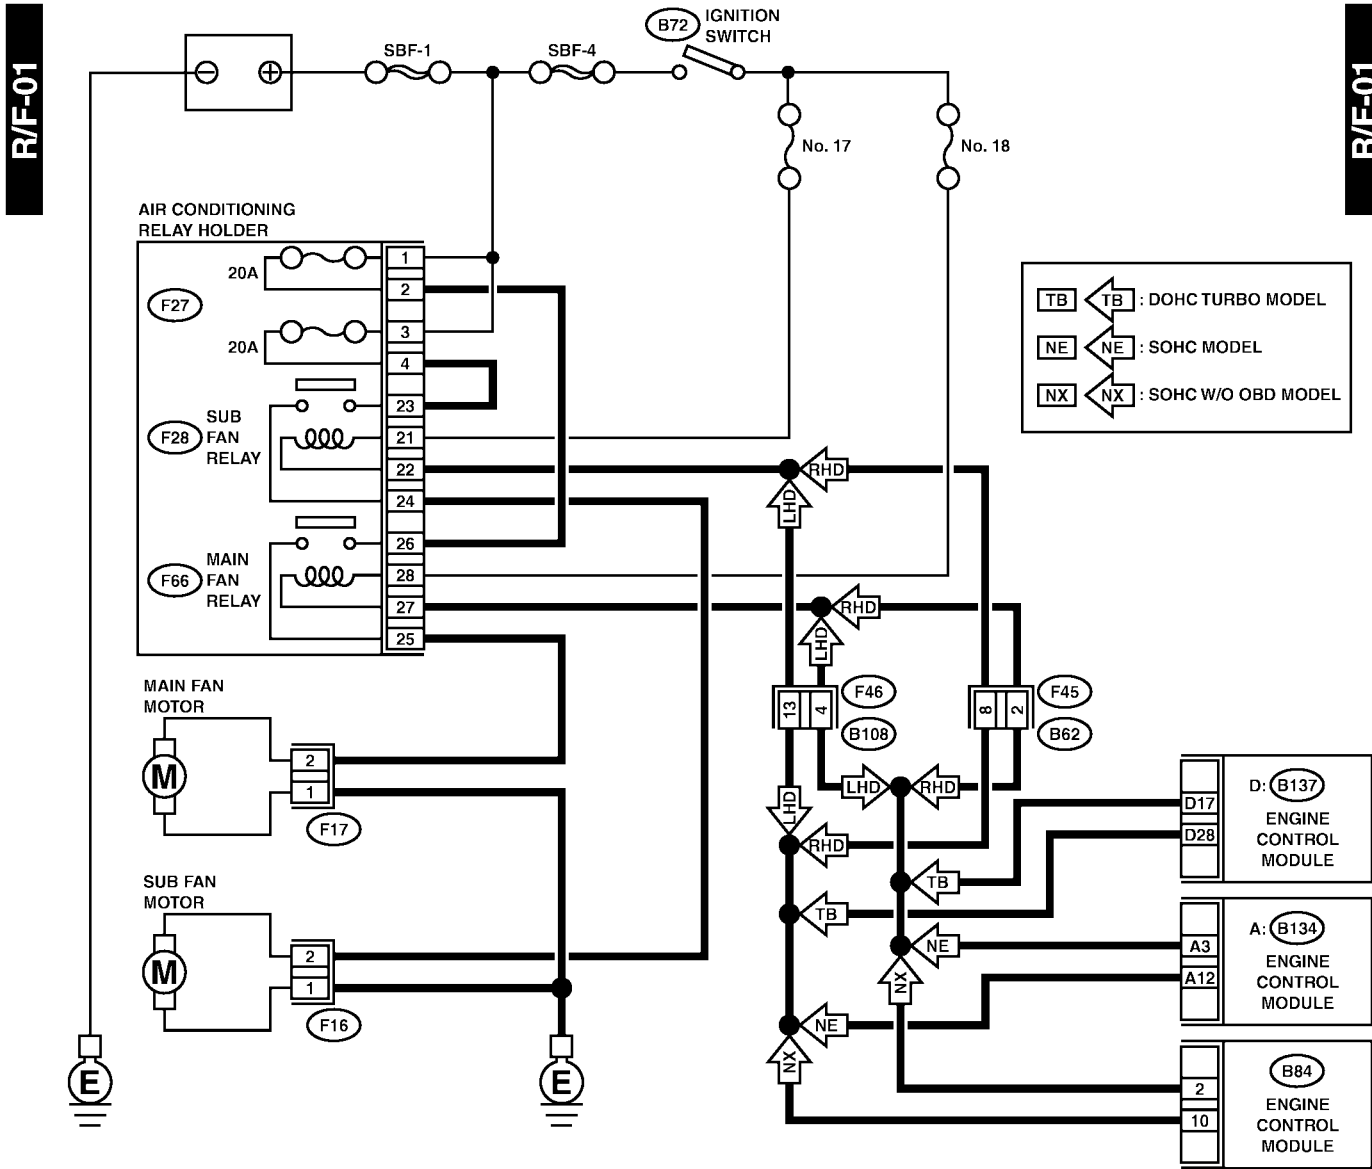 R/F-01
R/F-01
B72
IGNITION
SWITCH
SBF-1
SBF-4
No. 17
No. 18
AIR CONDITIONING
RELAY HOLDER
20A
F27
20A
1
2
3
4
23
21
22
24
26
28
27
25
F28
SUB
FAN
RELAY
F66
MAIN
FAN
RELAY
TB
TB
: DOHC TURBO MODEL
NE
NE
: SOHC MODEL
NX
NX
: SOHC W/O OBD MODEL
RHD
LHD
RHD
LHD
13
4
F46
B108
8
2
F45
B62
MAIN FAN
MOTOR
M
2
1
F17
LHD
RHD
LHD
RHD
TB
TB
NE
NX
NE
NX
SUB FAN
MOTOR
M
2
1
F16
E
E
D17
D28
D: B137
ENGINE
CONTROL
MODULE
A3
A12
A: B134
ENGINE
CONTROL
MODULE
2
10
B84
ENGINE
CONTROL
MODULE